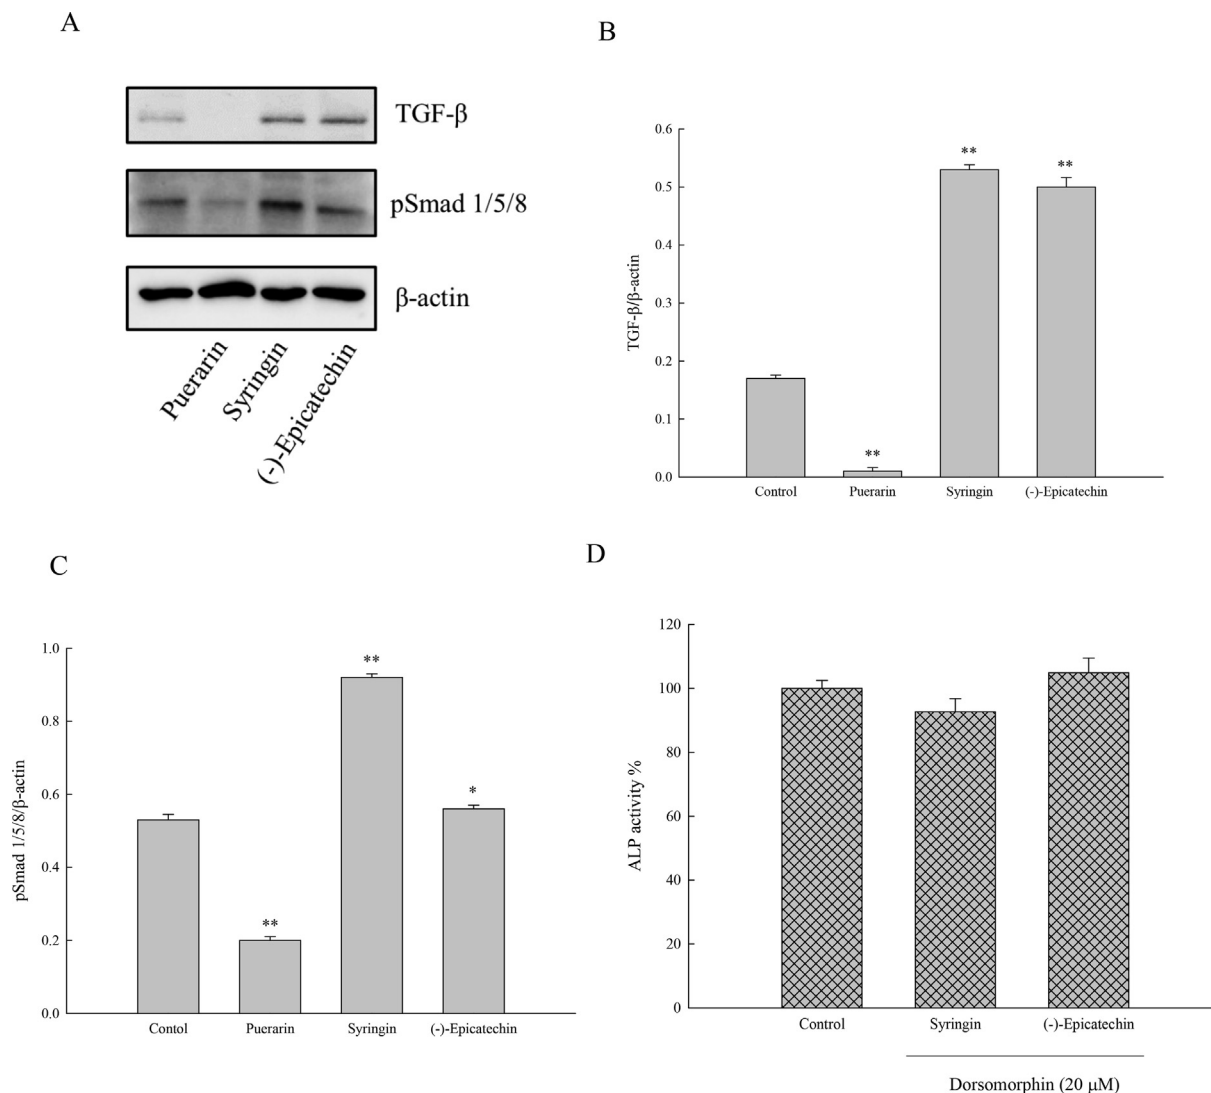 A
TGF-β
pSmad 1/5/8
β-actin
Puerarin
Syringin
(-)-Epicatechin
B
0.6
0.5
0.4
0.3
0.2
0.1
0.0
TGF-β/β-actin
**
**
**
Control Puerarin Syringin (-)-Epicatechin
C
1.0
0.8
0.6
0.4
0.2
0.0
pSmad 1/5/8/β-actin
**
**
*
Contol Puerarin Syringin (-)-Epicatechin
D
120
100
80
60
40
20
0
ALP activity %
Control Syringin (-)-Epicatechin
Dorsomorphin (20 μM)